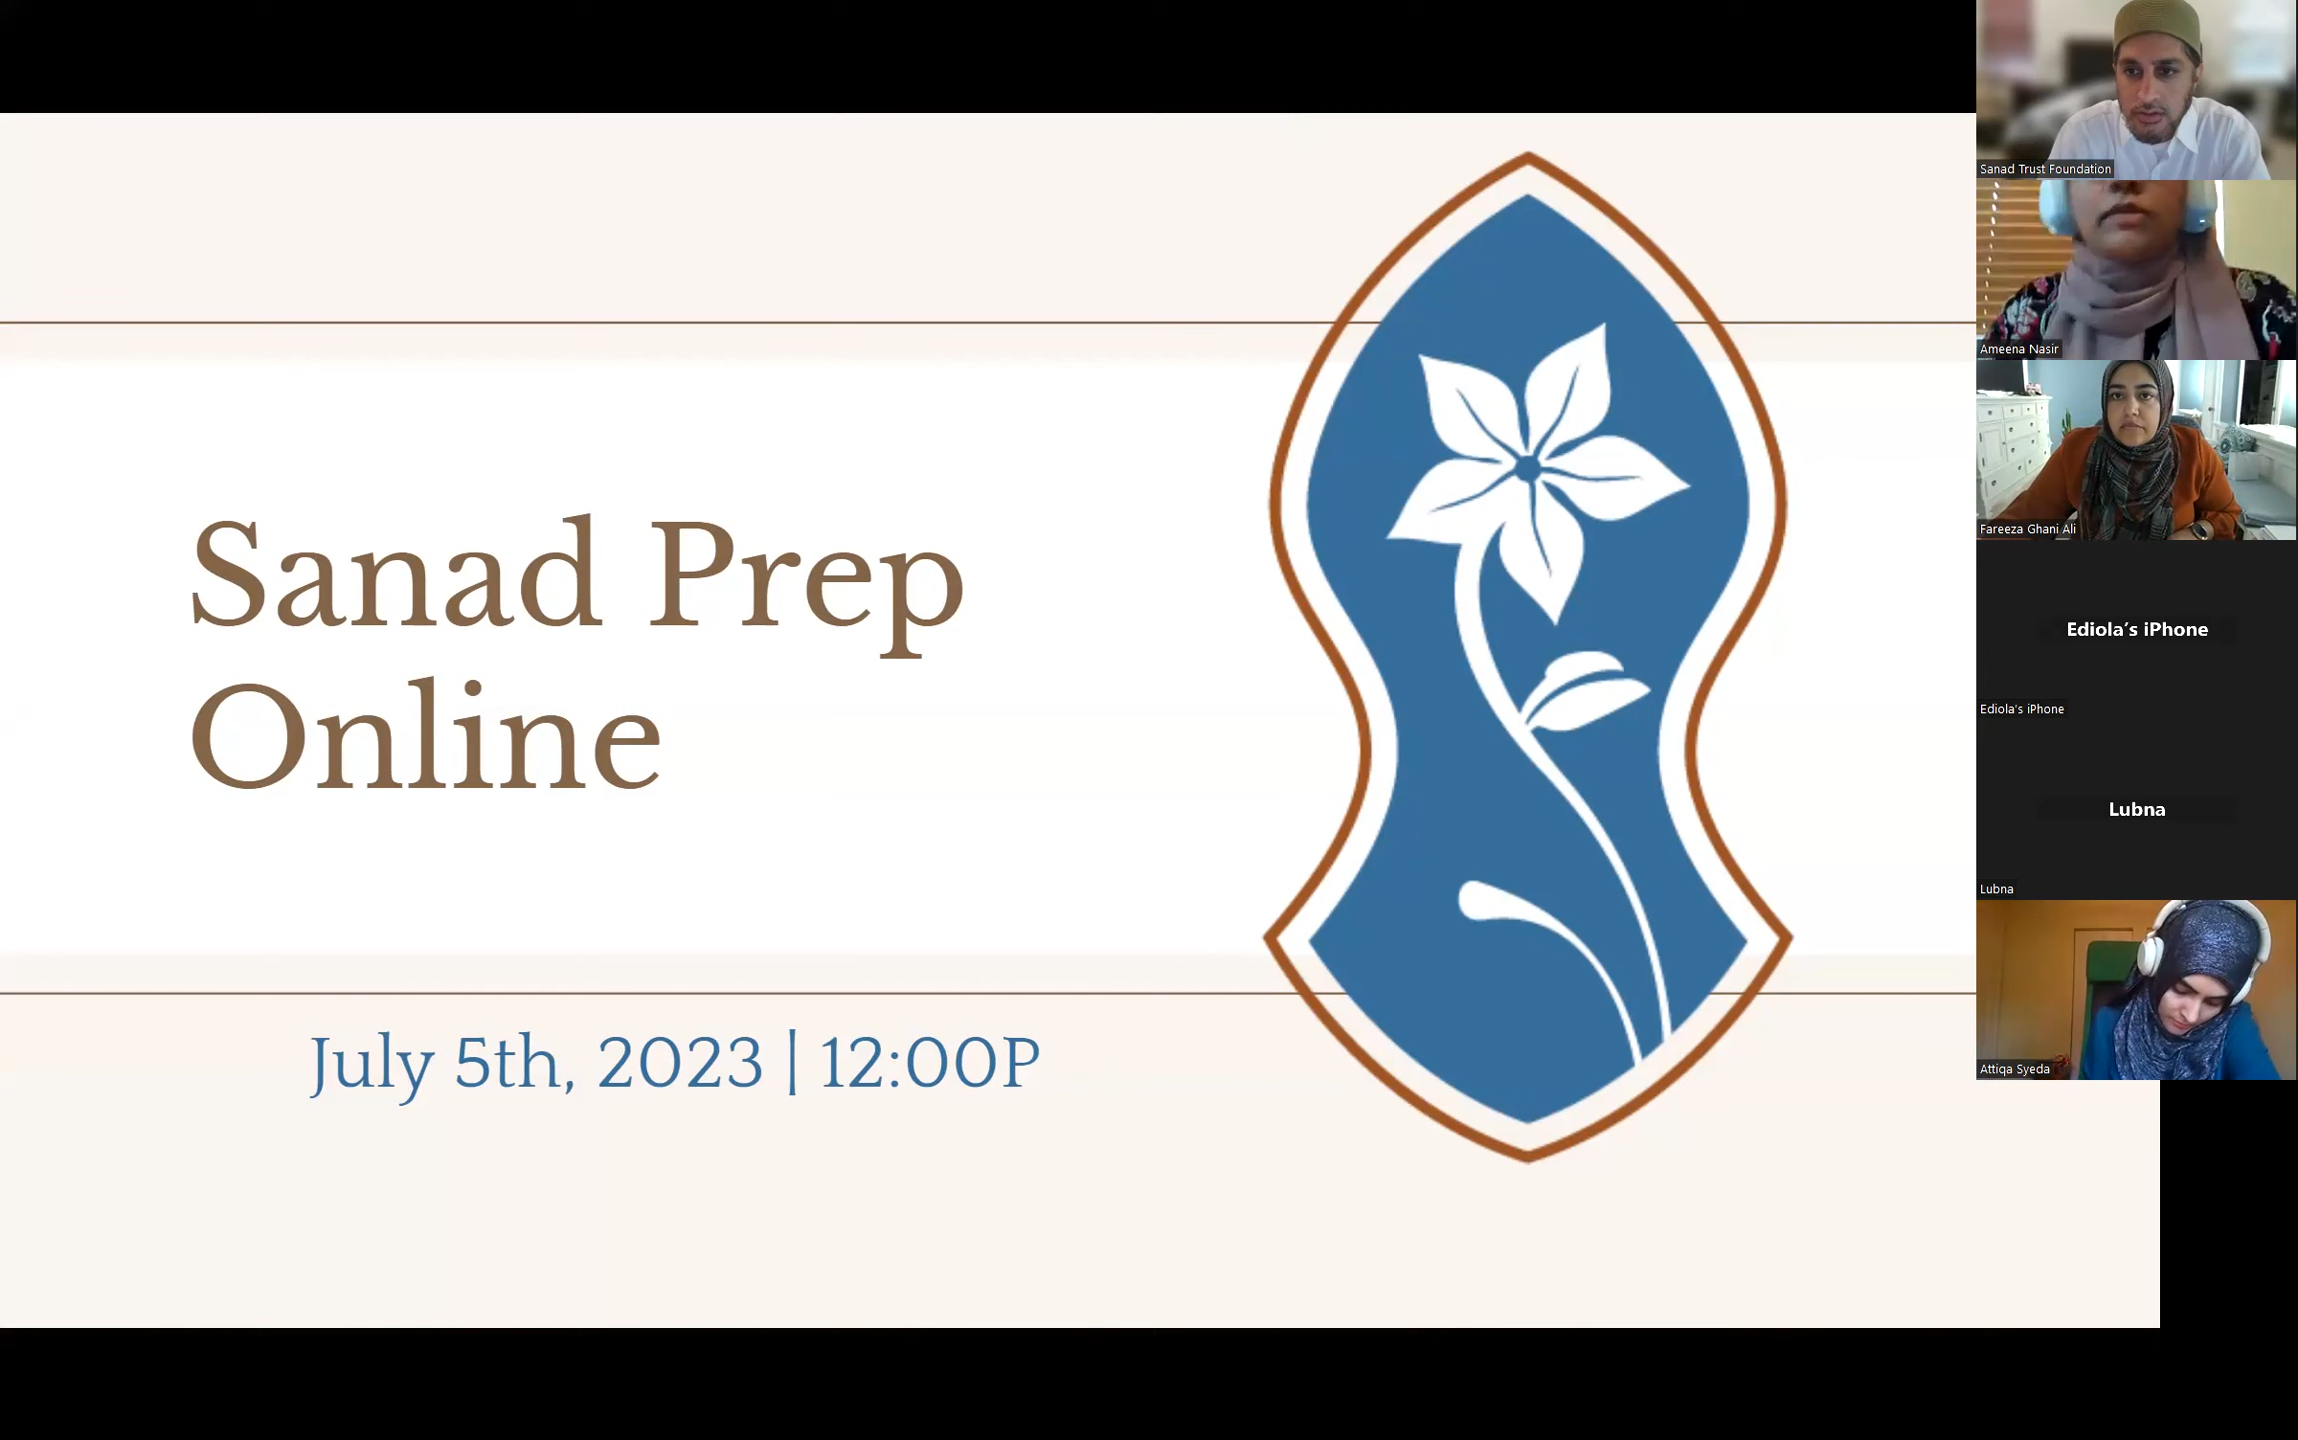 Sanad Prep
Online
July 5th, 2023 | 12:00P
Sanad Trust Foundation
Ameena Nasir
Fareeza Ghani Ali
Ediola’s iPhone
Ediola's iPhone
Lubna
Lubna
Attiqa Syeda